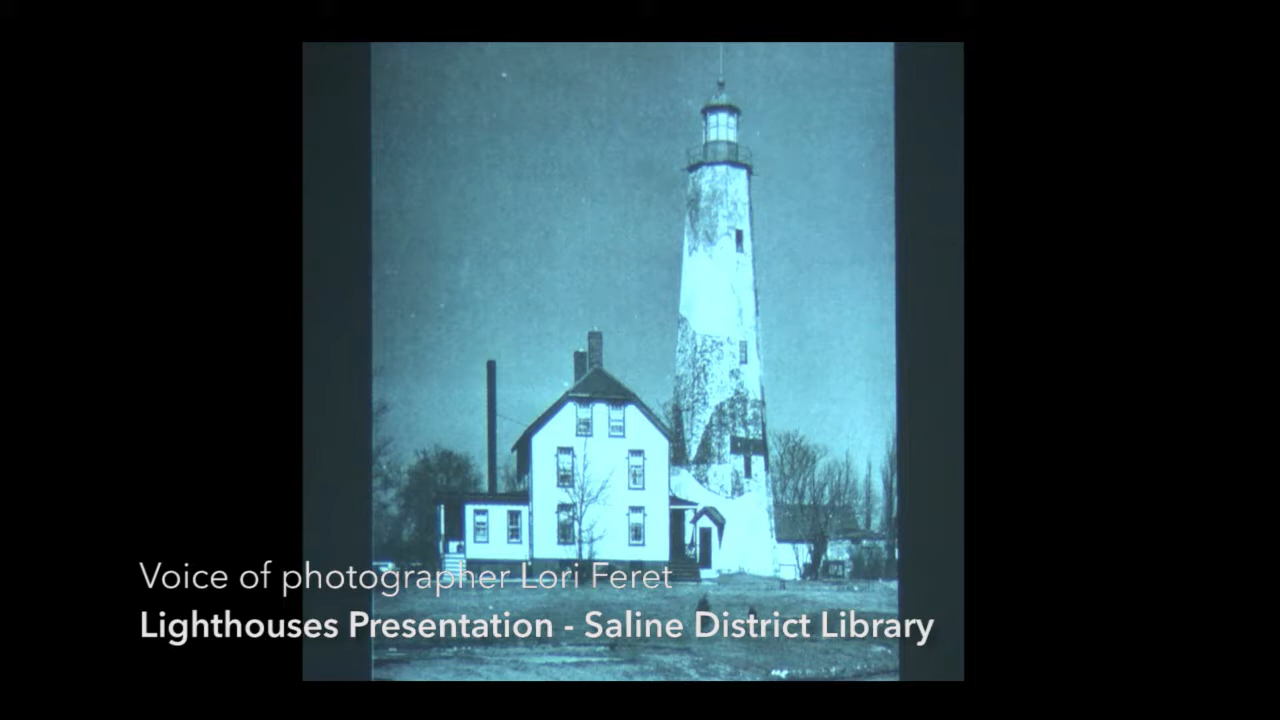 Voice of photographer Lori Feret
Lighthouses Presentation - Saline District Library